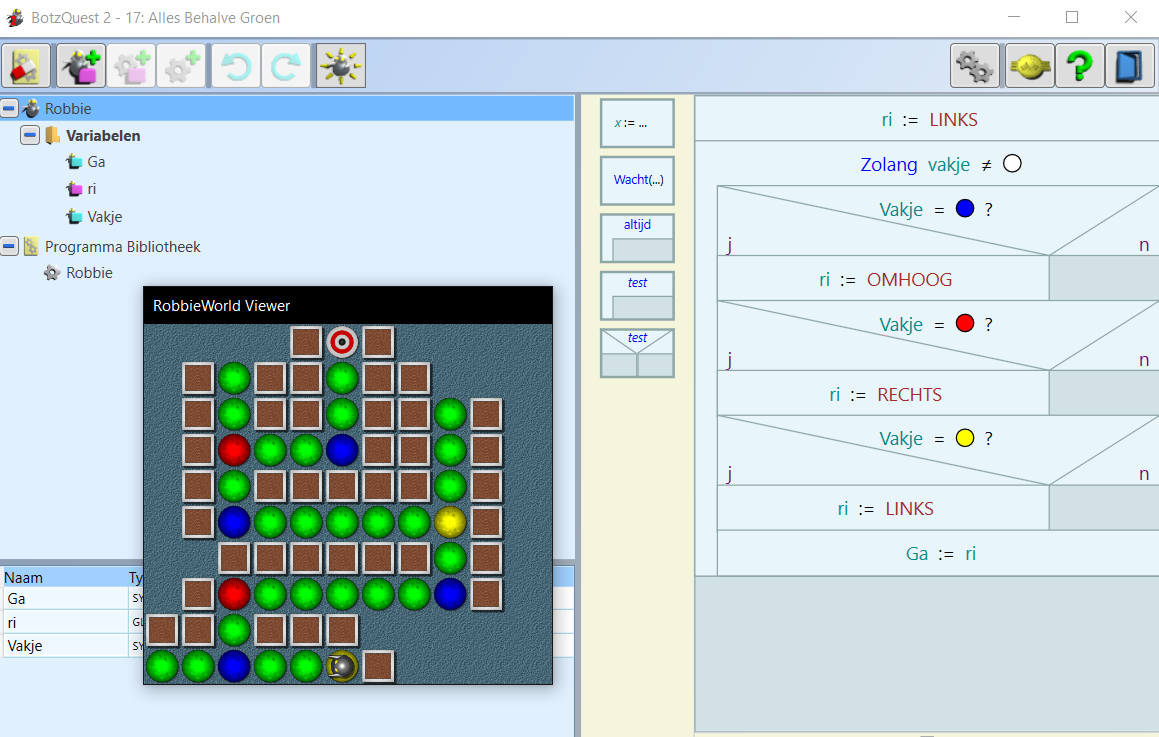 BotzQuest 2 - 17: Alles Behalve Groen
Robbie
Variabelen
Ga
ri
Vakje
Programma Bibliotheek
Robbie
RobbieWorld Viewer
Naam Ty
Ga SY
ri GL
Vakje SY
x := ...
Wacht(...)
altijd
test
test
ri := LINKS
Zolang vakje ≠
Vakje = ?
j n
ri := OMHOOG
Vakje = ?
j n
ri := RECHTS
Vakje = ?
j n
ri := LINKS
Ga := ri